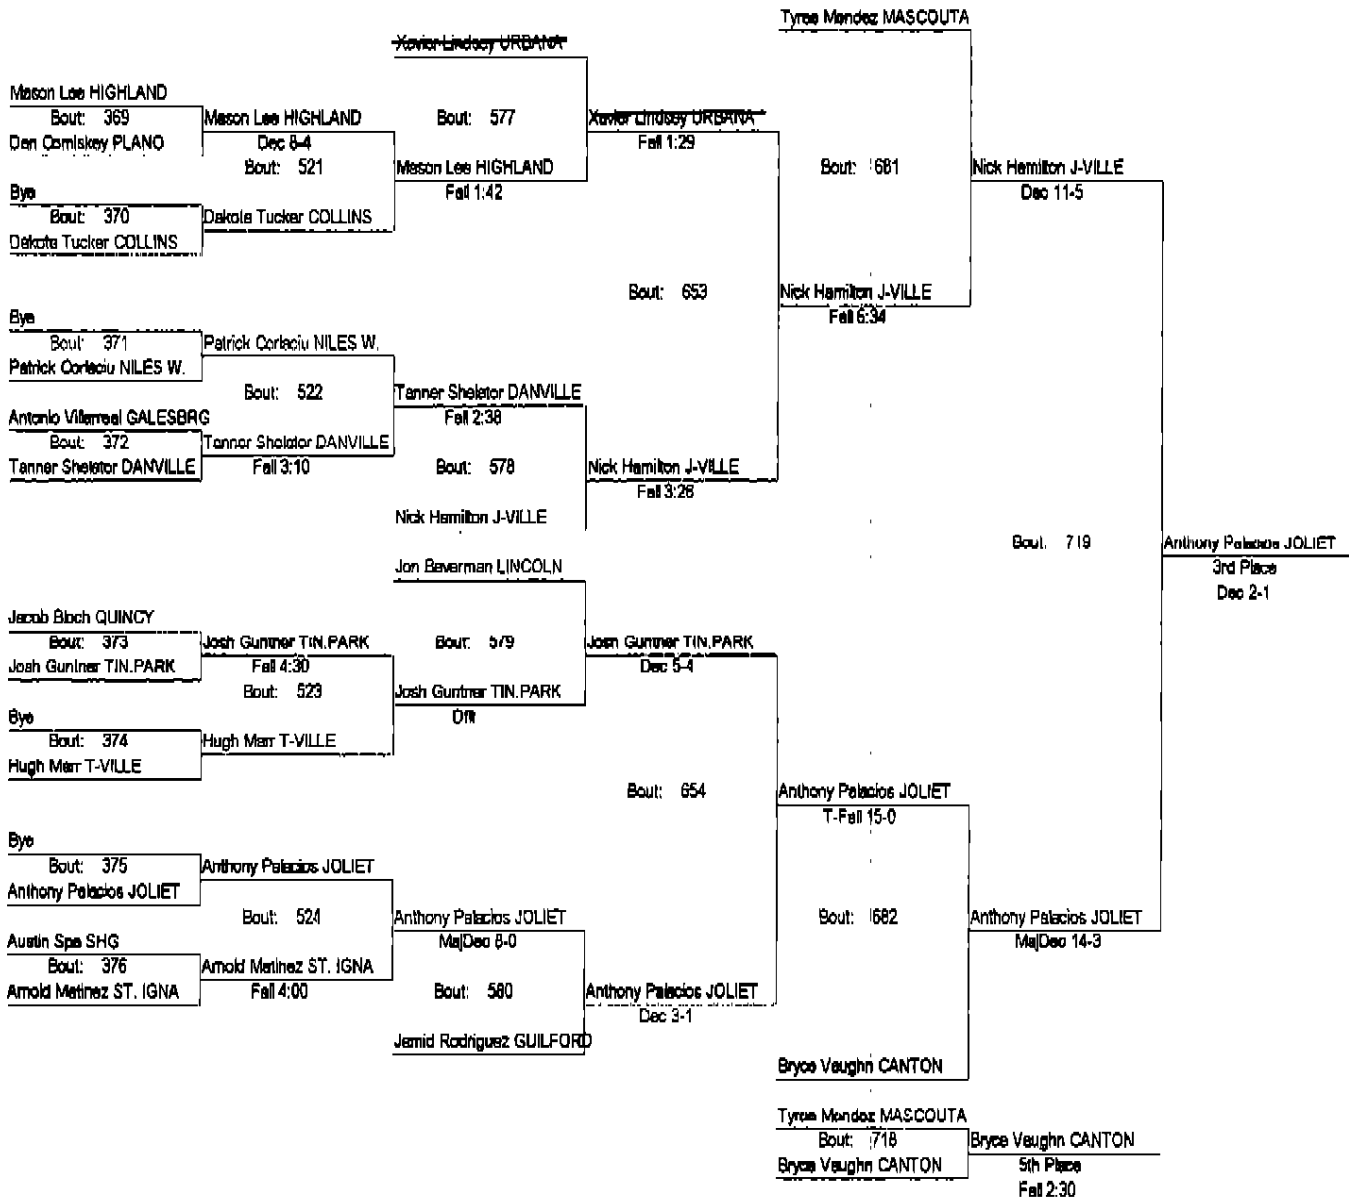 Tyree Mendez MASCOUTA
Xavier Lindsey URBANA
Mason Lee HIGHLAND
Bout: 369
Dan Comiskey PLANO
Mason Lee HIGHLAND
Dec 8-4
Bout: 577
Xavier Lindsey URBANA
Fall 1:29
Bye
Bout: 370
Dakota Tucker COLLINS
Bout: 521
Dakota Tucker COLLINS
Mason Lee HIGHLAND
Fall 1:42
Bout: 681
Nick Hamilton J-VILLE
Dec 11-5
Bout: 653
Nick Hamilton J-VILLE
Fall 6:34
Bye
Bout: 371
Patrick Corlaciu NILES W.
Patrick Corlaciu NILES W.
Bout: 522
Tanner Sheletor DANVILLE
Fall 2:38
Antonio Villarreal GALESBRG
Bout: 372
Tanner Sheletor DANVILLE
Tanner Sheletor DANVILLE
Fall 3:10
Bout: 578
Nick Hamilton J-VILLE
Fall 3:26
Nick Hamilton J-VILLE
Bout: 719
Anthony Palacios JOLIET
3rd Place
Dec 2-1
Jon Beverman LINCOLN
Jacob Bloch QUINCY
Bout: 373
Josh Guntner TIN.PARK
Josh Guntner TIN.PARK
Fall 4:30
Bout: 579
Josh Guntner TIN.PARK
Dec 5-4
Bout: 523
Josh Guntner TIN.PARK
Dflt
Bye
Bout: 374
Hugh Marr T-VILLE
Hugh Marr T-VILLE
Bout: 654
Anthony Palacios JOLIET
T-Fall 15-0
Bye
Bout: 375
Anthony Palacios JOLIET
Anthony Palacios JOLIET
Bout: 524
Anthony Palacios JOLIET
MajDec 8-0
Bout: 682
Anthony Palacios JOLIET
MajDec 14-3
Austin Spa SHG
Bout: 376
Arnold Matinez ST. IGNA
Arnold Matinez ST. IGNA
Fall 4:00
Bout: 580
Anthony Palacios JOLIET
Dec 3-1
Jamid Rodriguez GUILFORD
Bryce Vaughn CANTON
Tyree Mendez MASCOUTA
Bout: 718
Bryce Vaughn CANTON
Bryce Vaughn CANTON
5th Place
Fall 2:30